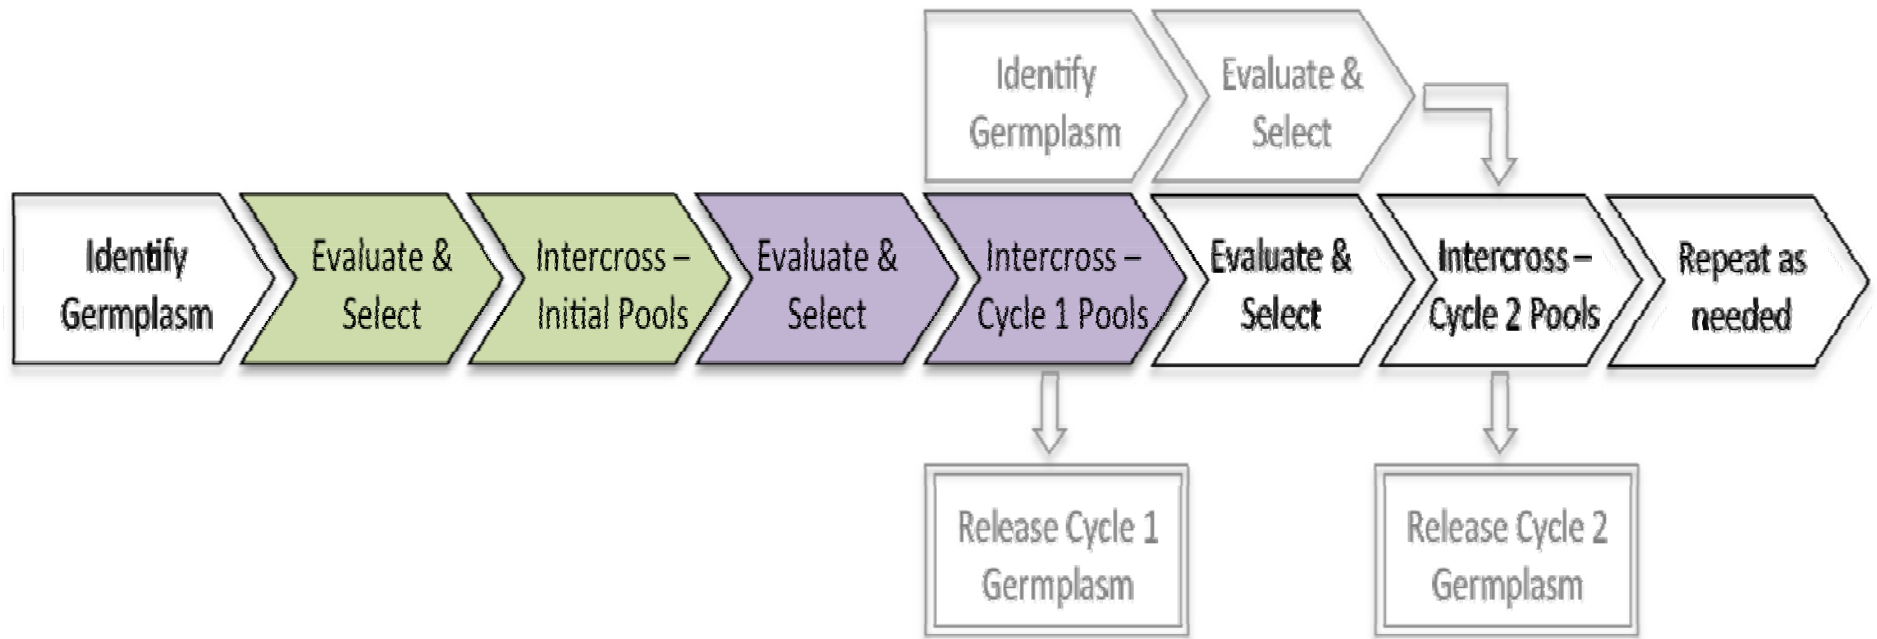 Identify
Germplasm
Evaluate &
Select
Identify
Germplasm
Evaluate &
Select
Intercross –
Initial Pools
Evaluate &
Select
Intercross –
Cycle 1 Pools
Evaluate &
Select
Intercross –
Cycle 2 Pools
Repeat as
needed
Release Cycle 1
Germplasm
Release Cycle 2
Germplasm